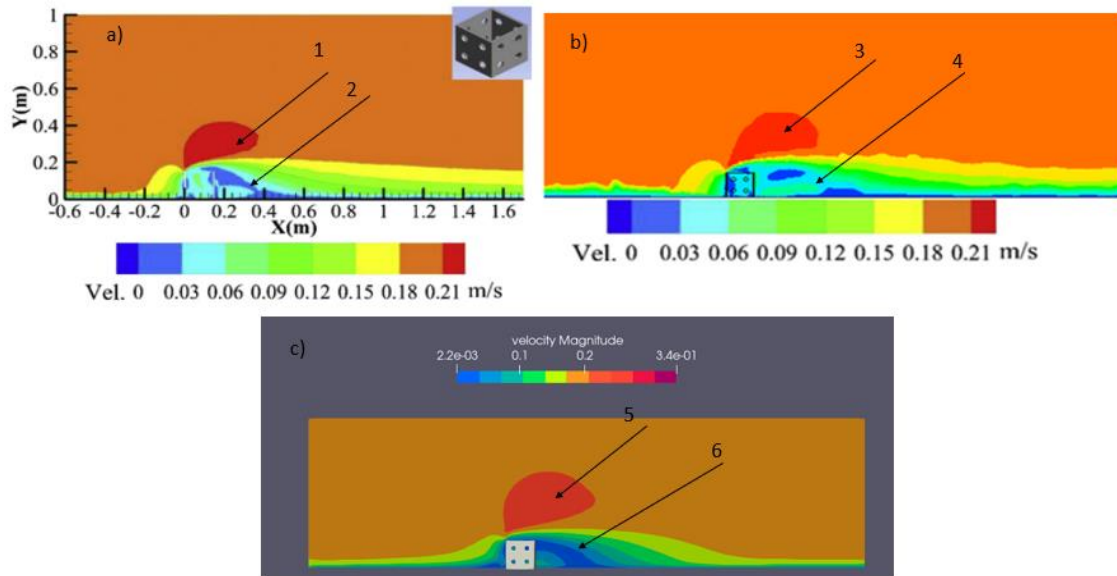 a)
1
2
1
0.8
0.6
0.4
0.2
0
Y(m)
-0.6 -0.4 -0.2 0 0.2 0.4 0.6 0.8 1 1.2 1.4 1.6
X(m)
Vel. 0 0.03 0.06 0.09 0.12 0.15 0.18 0.21 m/s
b)
3
4
Vel. 0 0.03 0.06 0.09 0.12 0.15 0.18 0.21 m/s
c)
velocity Magnitude
2.2e-03 0.1 0.2 3.4e-01
5
6